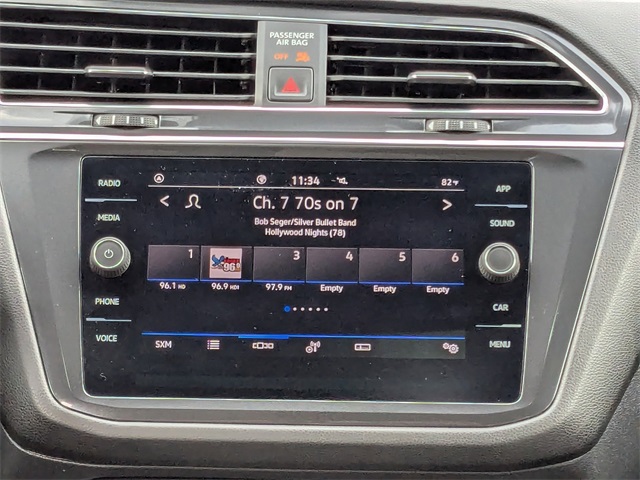 PASSENGER
AIR BAG
OFF
RADIO
MEDIA
PHONE
VOICE
11:34
82°F
Ch. 7 70s on 7
Bob Seger/Silver Bullet Band
Hollywood Nights (78)
1
3
4
5
6
96.1 HD
96.9 HD1
97.9 FM
Empty
Empty
Empty
SXM
APP
SOUND
CAR
MENU